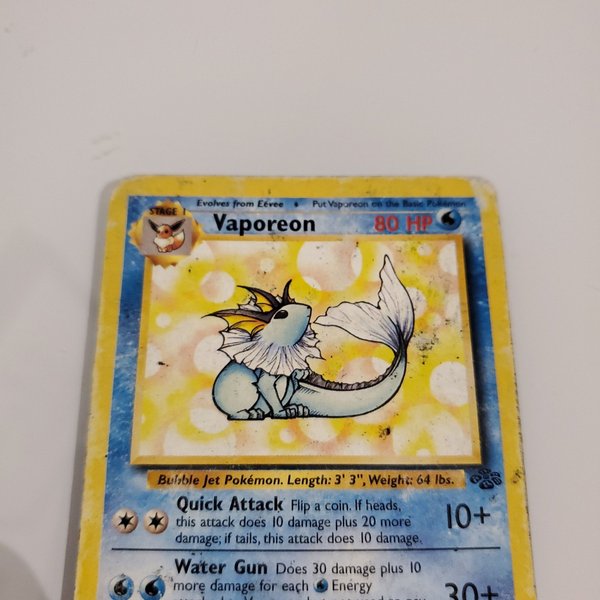 Evolves from Eevee ♦ Put Vaporeon on the Basic Pokémon
STAGE 1
Vaporeon 80 HP
Bubble Jet Pokémon. Length: 3' 3", Weight: 64 lbs.
Quick Attack Flip a coin. If heads,
this attack does 10 damage plus 20 more
damage; if tails, this attack does 10 damage.
10+
Water Gun Does 30 damage plus 10
more damage for each Energy
30+